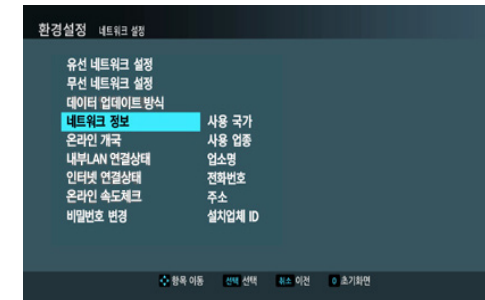 환경설정 네트워크 설정
유선 네트워크 설정
무선 네트워크 설정
데이터 업데이트 방식
네트워크 정보 사용 국가
온라인 개국 사용 업종
내부LAN 연결상태 업소명
인터넷 연결상태 전화번호
온라인 속도체크 주소
비밀번호 변경 설치업체 ID
항목 이동 선택 선택 취소 이전 0 초기화면